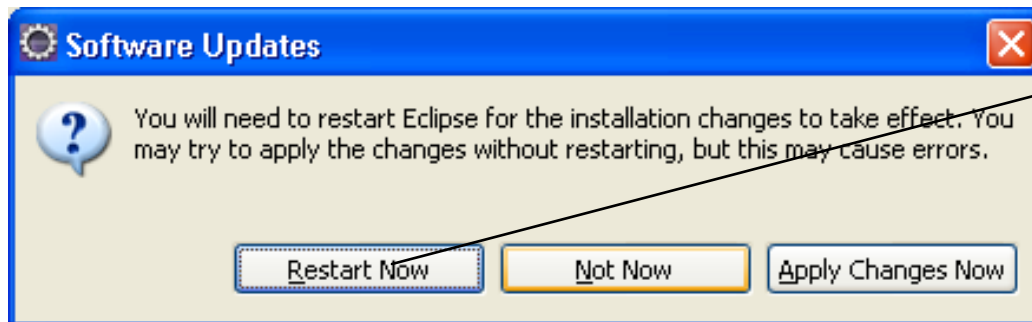 Software Updates
You will need to restart Eclipse for the installation changes to take effect. You
may try to apply the changes without restarting, but this may cause errors.
Restart Now
Not Now
Apply Changes Now